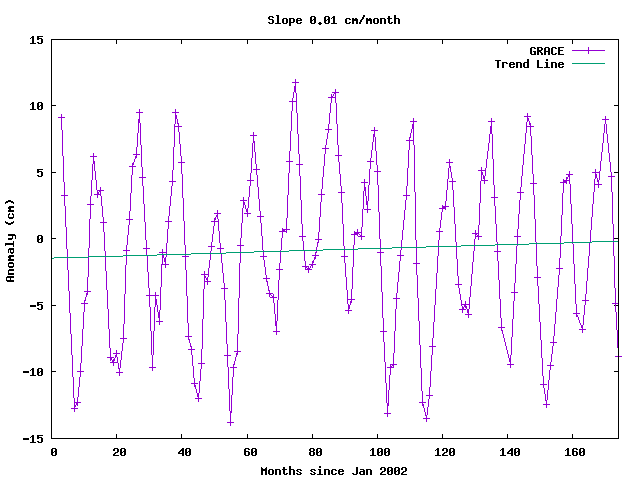 Slope 0.01 cm/month
GRACE
Trend Line
15
10
5
0
-5
-10
-15
Anomaly (cm)
0 20 40 60 80 100 120 140 160
Months since Jan 2002